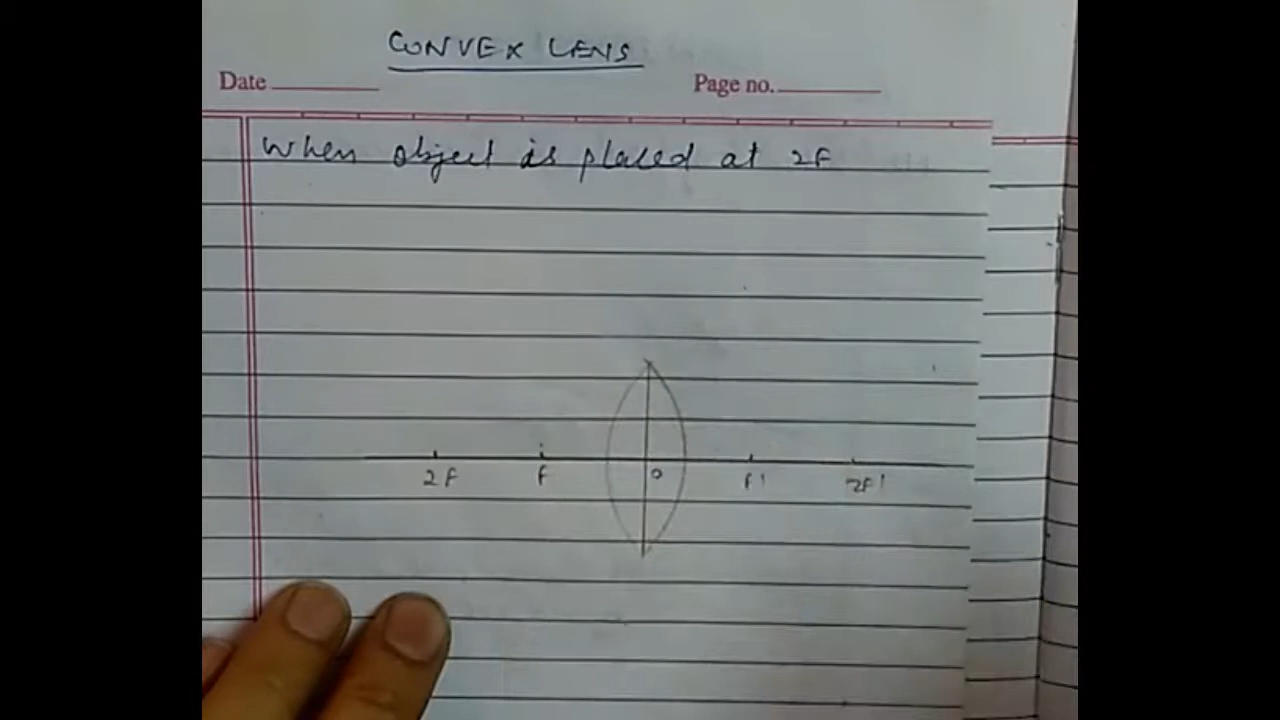 CONVEX LENS
Date Page no.
When object is placed at 2F
2F F O F' 2F'